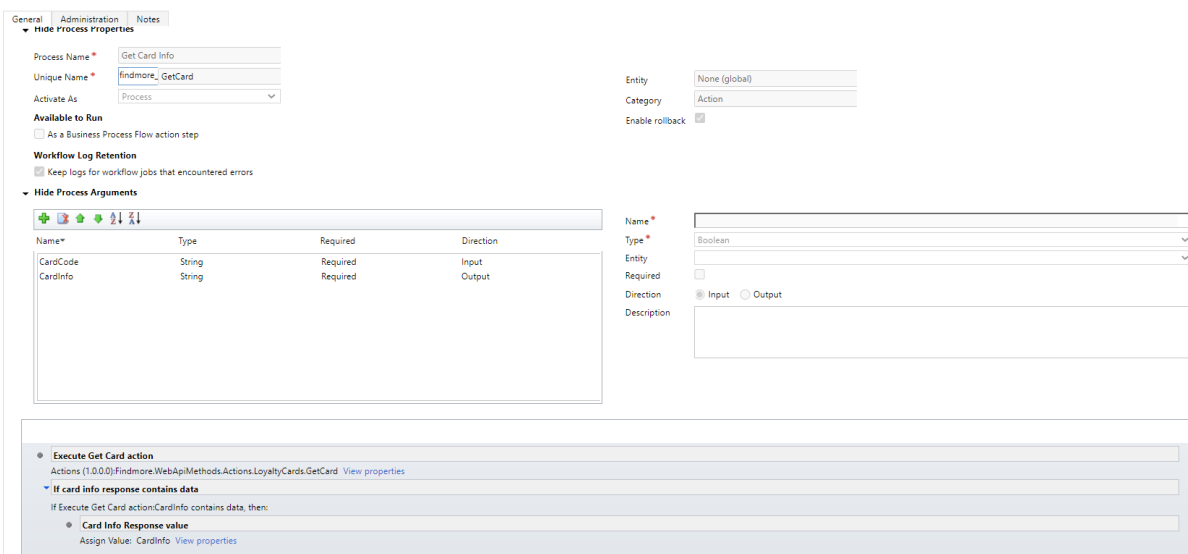 General Administration Notes
Hide Process Properties
Process Name * Get Card Info
Unique Name * findmore_ GetCard
Activate As Process
Available to Run
As a Business Process Flow action step
Workflow Log Retention
Keep logs for workflow jobs that encountered errors
Entity None (global)
Category Action
Enable rollback
Hide Process Arguments
Name Type Required Direction
CardCode String Required Input
CardInfo String Required Output
Name *
Type * Boolean
Entity
Required
Direction Input Output
Description
Execute Get Card action
Actions (1.0.0.0):Findmore.WebApiMethods.Actions.LoyaltyCards.GetCard View properties
If card info response contains data
If Execute Get Card action:CardInfo contains data, then:
Card Info Response value
Assign Value: CardInfo View properties